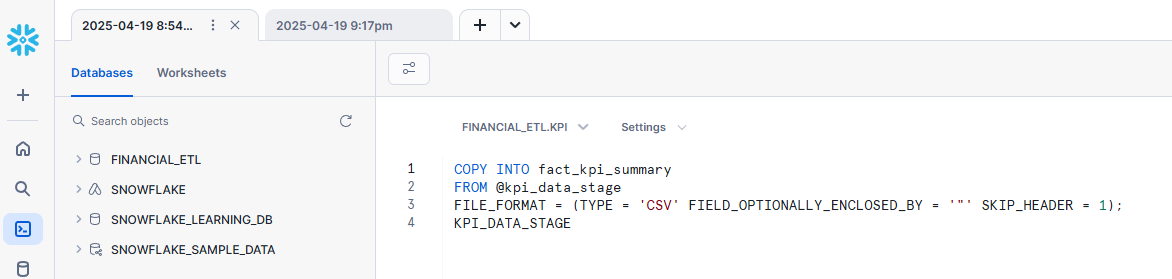 2025-04-19 8:54...
2025-04-19 9:17pm
Databases
Worksheets
Search objects
FINANCIAL_ETL
SNOWFLAKE
SNOWFLAKE_LEARNING_DB
SNOWFLAKE_SAMPLE_DATA
FINANCIAL_ETL.KPI
Settings
1 COPY INTO fact_kpi_summary
2 FROM @kpi_data_stage
3 FILE_FORMAT = (TYPE = 'CSV' FIELD_OPTIONALLY_ENCLOSED_BY = '"' SKIP_HEADER = 1);
4 KPI_DATA_STAGE